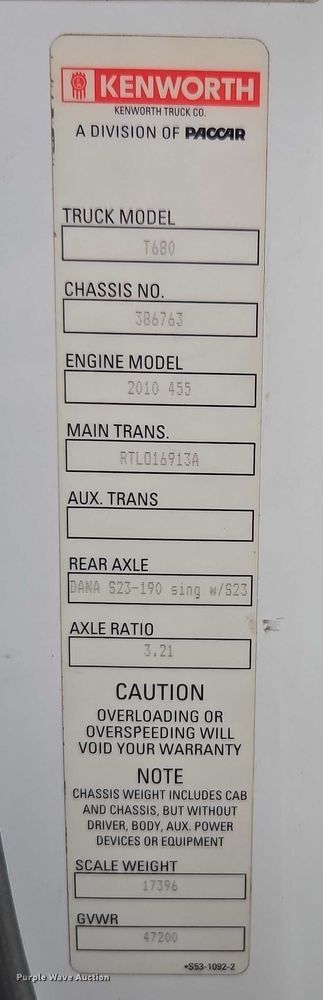 KENWORTH
KENWORTH TRUCK CO.
A DIVISION OF PACCAR
TRUCK MODEL
T680
CHASSIS NO.
386763
ENGINE MODEL
2010 455
MAIN TRANS.
RTLO16913A
AUX. TRANS
REAR AXLE
DANA S23-190 sing w/S23
AXLE RATIO
3.21
CAUTION
OVERLOADING OR
OVERSPEEDING WILL
VOID YOUR WARRANTY
NOTE
CHASSIS WEIGHT INCLUDES CAB
AND CHASSIS, BUT WITHOUT
DRIVER, BODY, AUX. POWER
DEVICES OR EQUIPMENT
SCALE WEIGHT
17396
GVWR
47200
*S53-1092-2
Purple Wave Auction